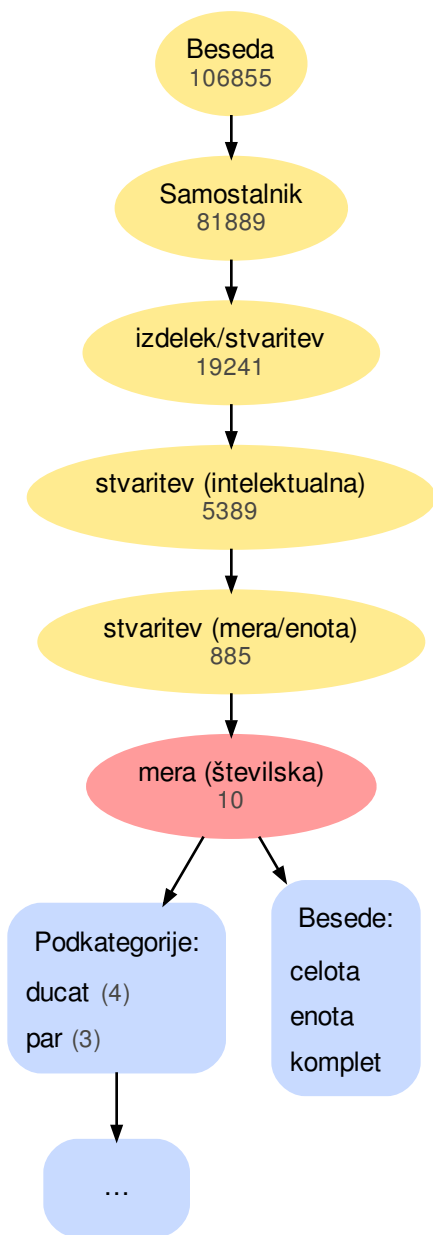 Beseda
106855
Samostalnik
81889
izdelek/stvaritev
19241
stvaritev (intelektualna)
5389
stvaritev (mera/enota)
885
mera (številska)
10
Podkategorije:
ducat (4)
par (3)
Besede:
celota
enota
komplet
...